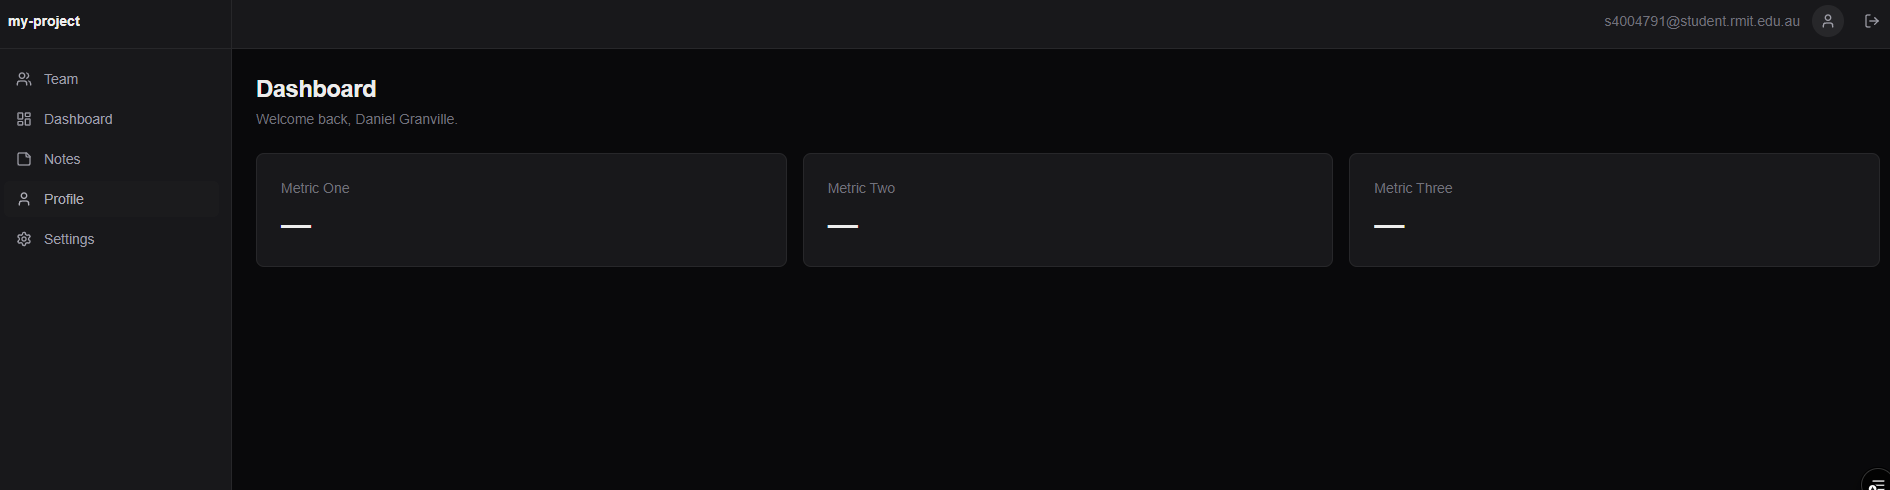 my-project
s4004791@student.rmit.edu.au
Team
Dashboard
Notes
Profile
Settings
Dashboard
Welcome back, Daniel Granville.
Metric One
—
Metric Two
—
Metric Three
—